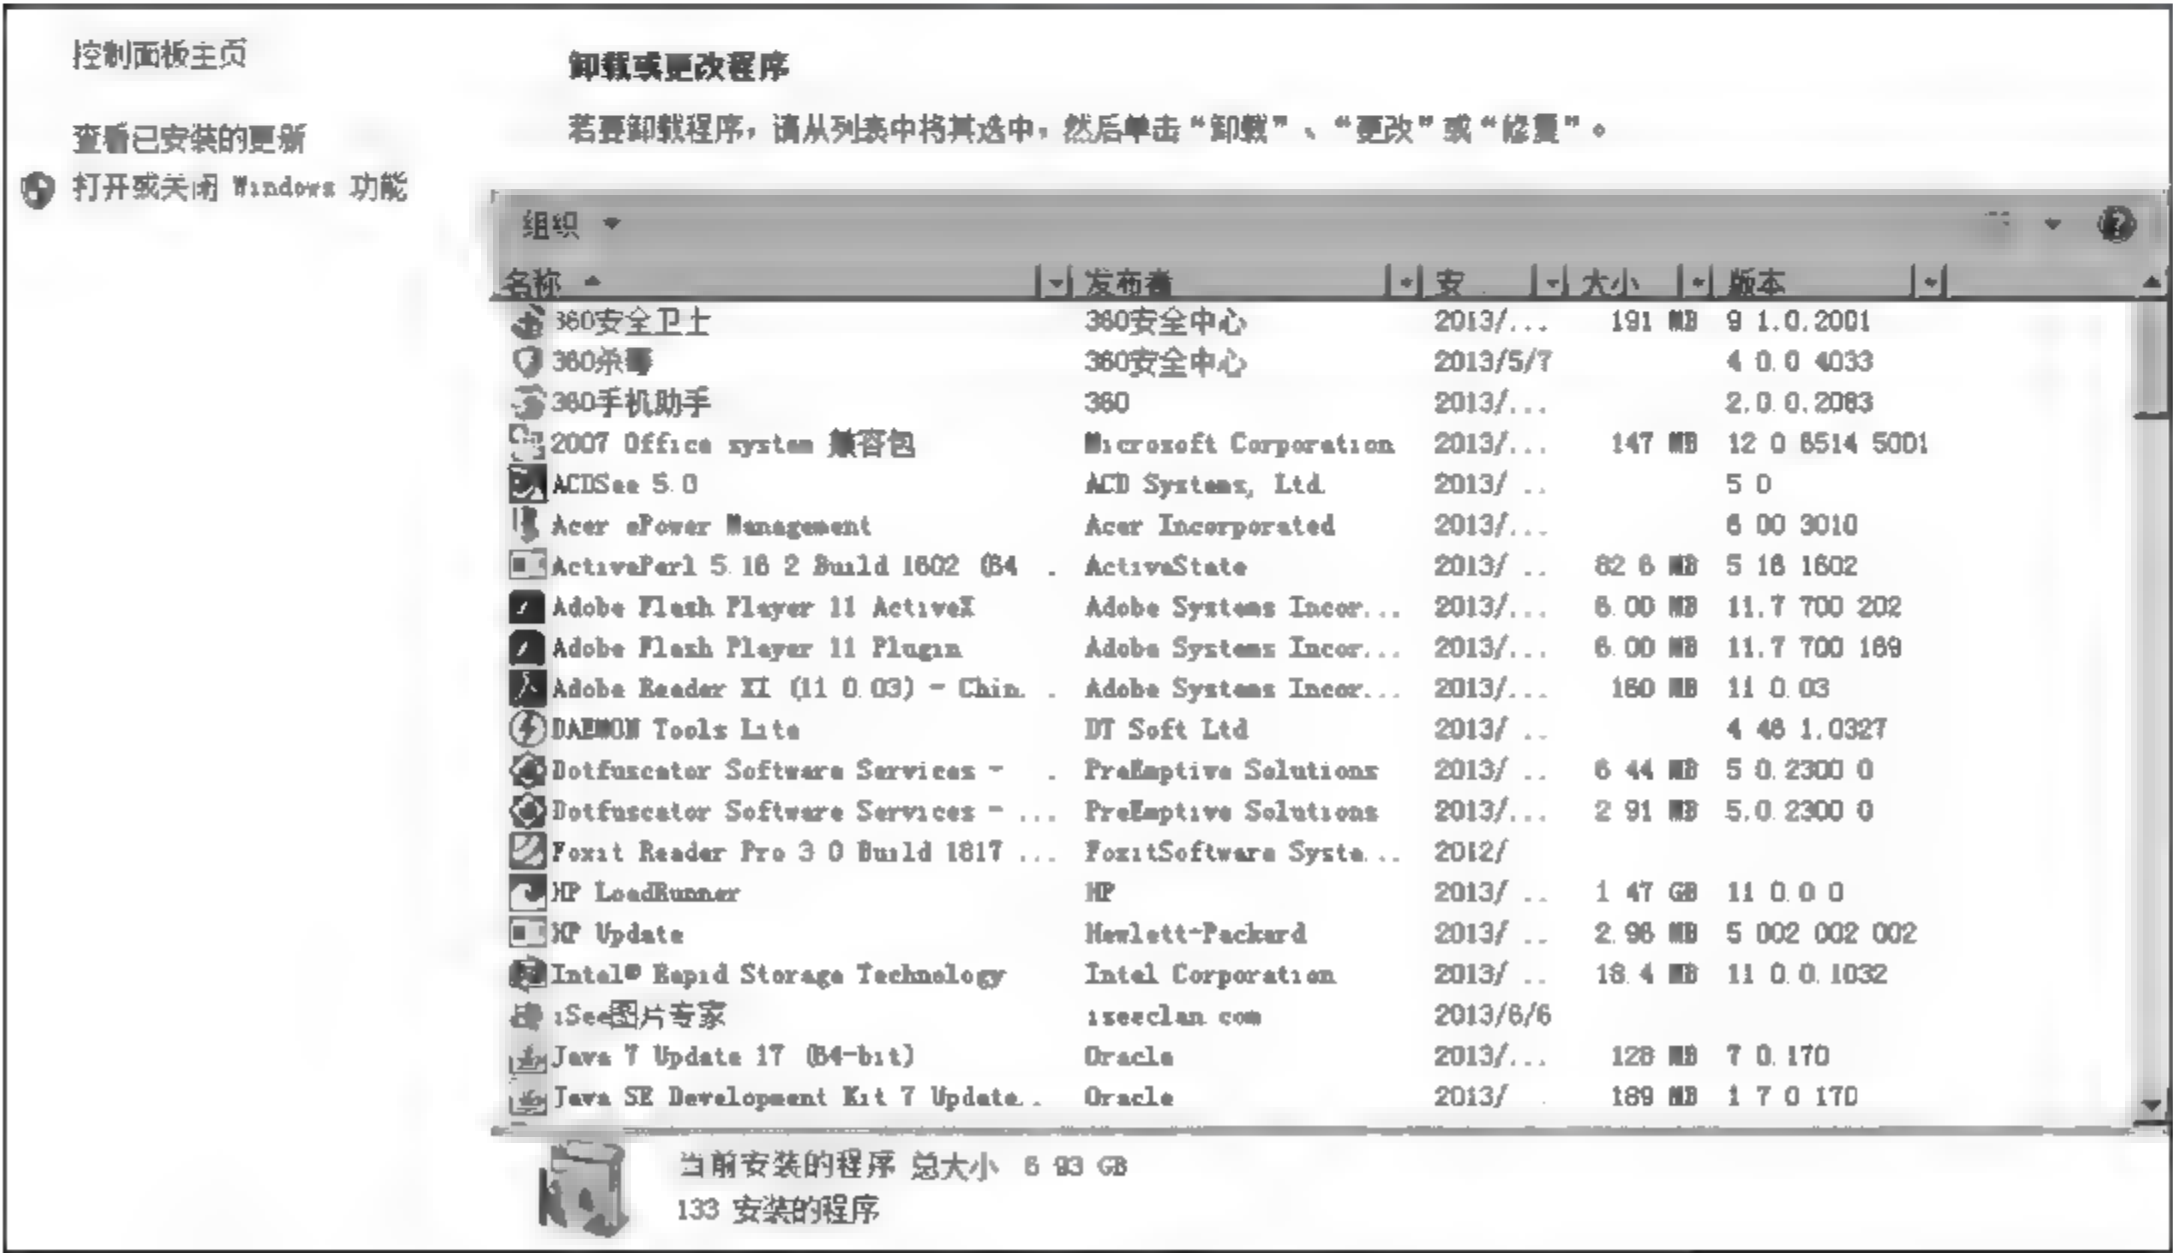 控制面板主页
查看已安装的更新
打开或关闭 Windows 功能
卸载或更改程序
若要卸载程序，请从列表中将其选中，然后单击“卸载”、“更改”或“修复”。
组织
名称 发布者 安 大小 版本
360安全卫士 360安全中心 2013/... 191 MB 9.1.0.2001
360杀毒 360安全中心 2013/5/7 4.0.0.4033
360手机助手 360 2013/... 2.0.0.2063
2007 Office system 兼容包 Microsoft Corporation 2013/... 147 MB 12.0.6514.5001
ACDSee 5.0 ACD Systems, Ltd. 2013/... 5.0
Acer ePower Management Acer Incorporated 2013/... 6.00.3010
ActivePerl 5.16.2 Build 1602 (64... ActiveState 2013/... 82.6 MB 5.16.1602
Adobe Flash Player 11 ActiveX Adobe Systems Incor... 2013/... 6.00 MB 11.7.700.202
Adobe Flash Player 11 Plugin Adobe Systems Incor... 2013/... 6.00 MB 11.7.700.169
Adobe Reader XI (11.0.03) - Chin... Adobe Systems Incor... 2013/... 160 MB 11.0.03
DAEMON Tools Lite DT Soft Ltd 2013/... 4.46.1.0327
Dotfuscator Software Services - ... PreEmptive Solutions 2013/... 6.44 MB 5.0.2300.0
Dotfuscator Software Services - ... PreEmptive Solutions 2013/... 2.91 MB 5.0.2300.0
Foxit Reader Pro 3.0 Build 1817 ... FoxitSoftware Syste... 2012/
HP LoadRunner HP 2013/... 1.47 GB 11.0.0.0
HP Update Hewlett-Packard 2013/... 2.96 MB 5.002.002.002
Intel® Rapid Storage Technology Intel Corporation 2013/... 18.4 MB 11.0.0.1032
iSee图片专家 iseeclan.com 2013/6/6
Java 7 Update 17 (64-bit) Oracle 2013/... 128 MB 7.0.170
Java SE Development Kit 7 Update... Oracle 2013/ 189 MB 1.7.0.170
当前安装的程序 总大小 6.93 GB
133 安装的程序